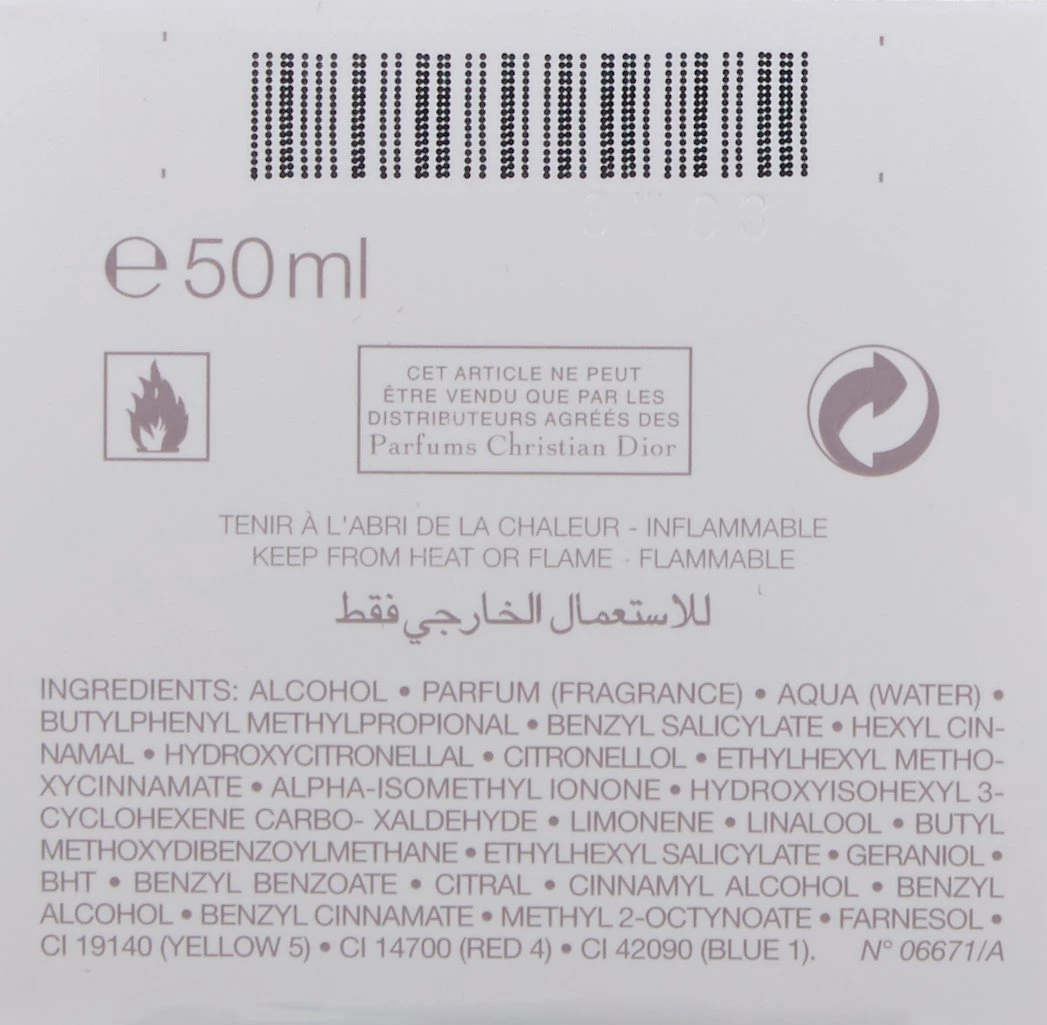 ℮ 50 ml
CET ARTICLE NE PEUT
ÊTRE VENDU QUE PAR LES
DISTRIBUTEURS AGRÉÉS DES
Parfums Christian Dior
TENIR À L'ABRI DE LA CHALEUR - INFLAMMABLE
KEEP FROM HEAT OR FLAME - FLAMMABLE
للاستعمال الخارجي فقط
INGREDIENTS: ALCOHOL • PARFUM (FRAGRANCE) • AQUA (WATER) •
BUTYLPHENYL METHYLPROPIONAL • BENZYL SALICYLATE • HEXYL CIN-
NAMAL • HYDROXYCITRONELLAL • CITRONELLOL • ETHYLHEXYL METHO-
XYCINNAMATE • ALPHA-ISOMETHYL IONONE • HYDROXYISOHEXYL 3-
CYCLOHEXENE CARBO- XALDEHYDE • LIMONENE • LINALOOL • BUTYL
METHOXYDIBENZOYLMETHANE • ETHYLHEXYL SALICYLATE • GERANIOL •
BHT • BENZYL BENZOATE • CITRAL • CINNAMYL ALCOHOL • BENZYL
ALCOHOL • BENZYL CINNAMATE • METHYL 2-OCTYNOATE • FARNESOL •
CI 19140 (YELLOW 5) • CI 14700 (RED 4) • CI 42090 (BLUE 1). N° 06671/A